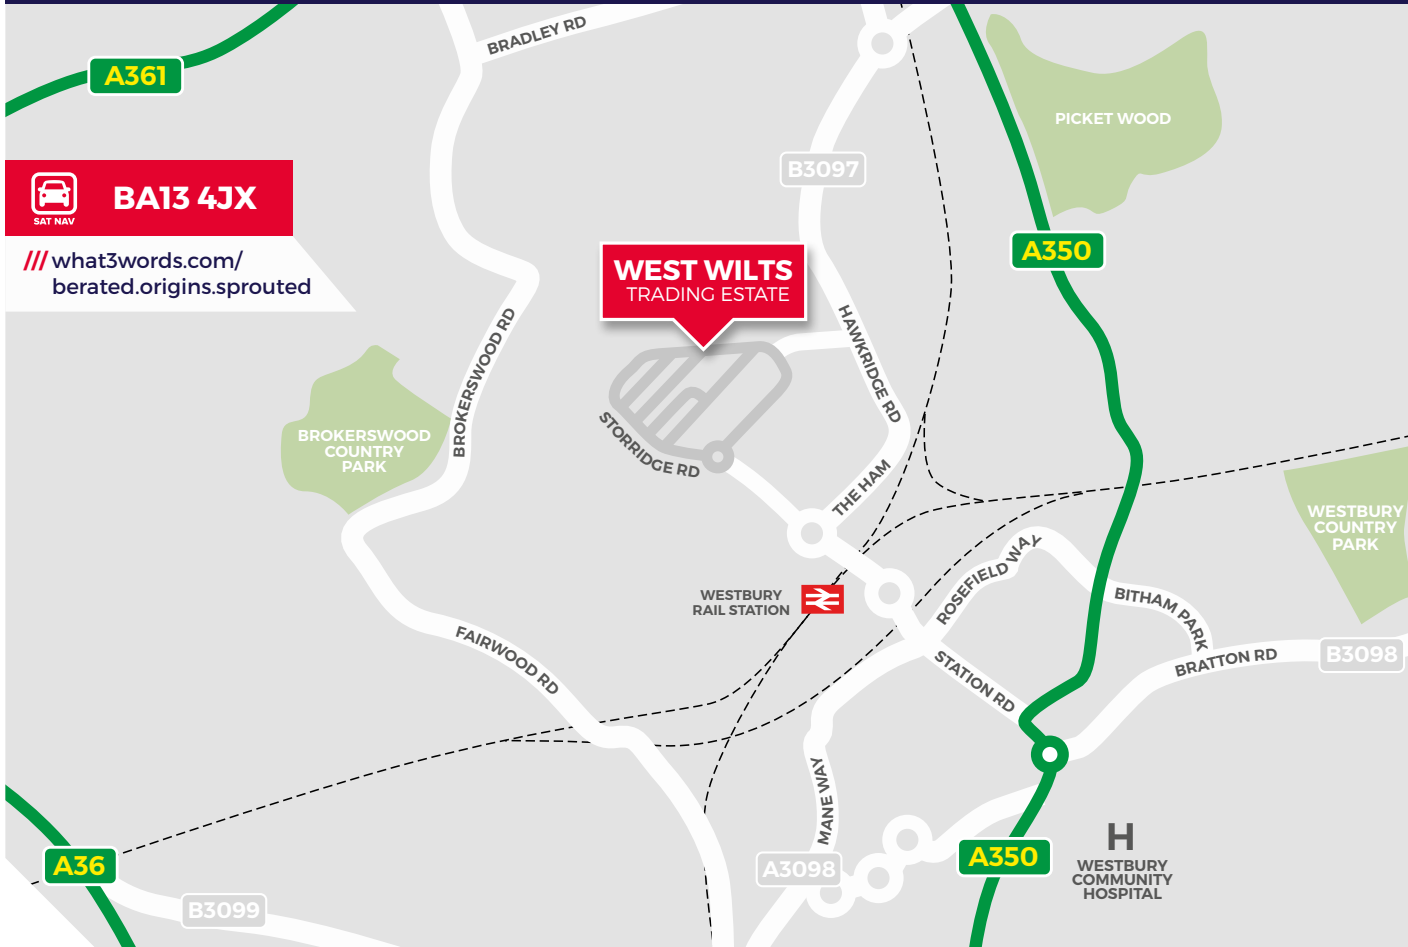 BRADLEY RD
A361
PICKET WOOD
B3097
BA13 4JX
SAT NAV
A350
/// what3words.com/
berated.origins.sprouted
WEST WILTS
TRADING ESTATE
HAWKRIDGE RD
BROKERSWOOD RD
BROKERSWOOD
COUNTRY
PARK
STORRIDGE RD
THE HAM
WESTBURY
COUNTRY
PARK
ROSEFIELD WAY
WESTBURY
RAIL STATION
BITHAM PARK
FAIRWOOD RD
STATION RD
BRATTON RD
B3098
MANE WAY
H
WESTBURY
COMMUNITY
HOSPITAL
A350
A36
A3098
B3099